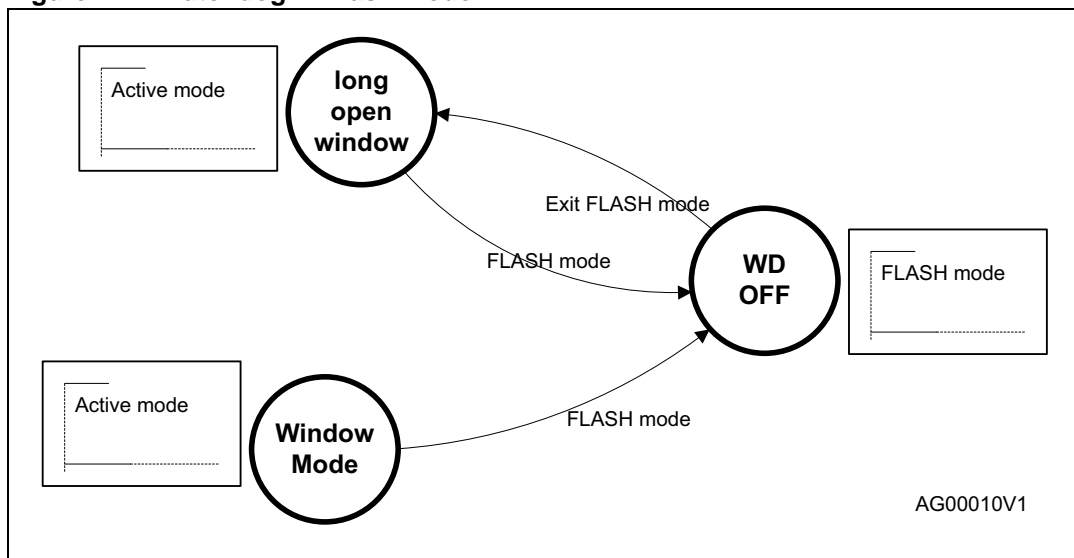 Active mode
long
open
window
Exit FLASH mode
FLASH mode
WD
OFF
FLASH mode
Active mode
Window
Mode
FLASH mode
AG00010V1